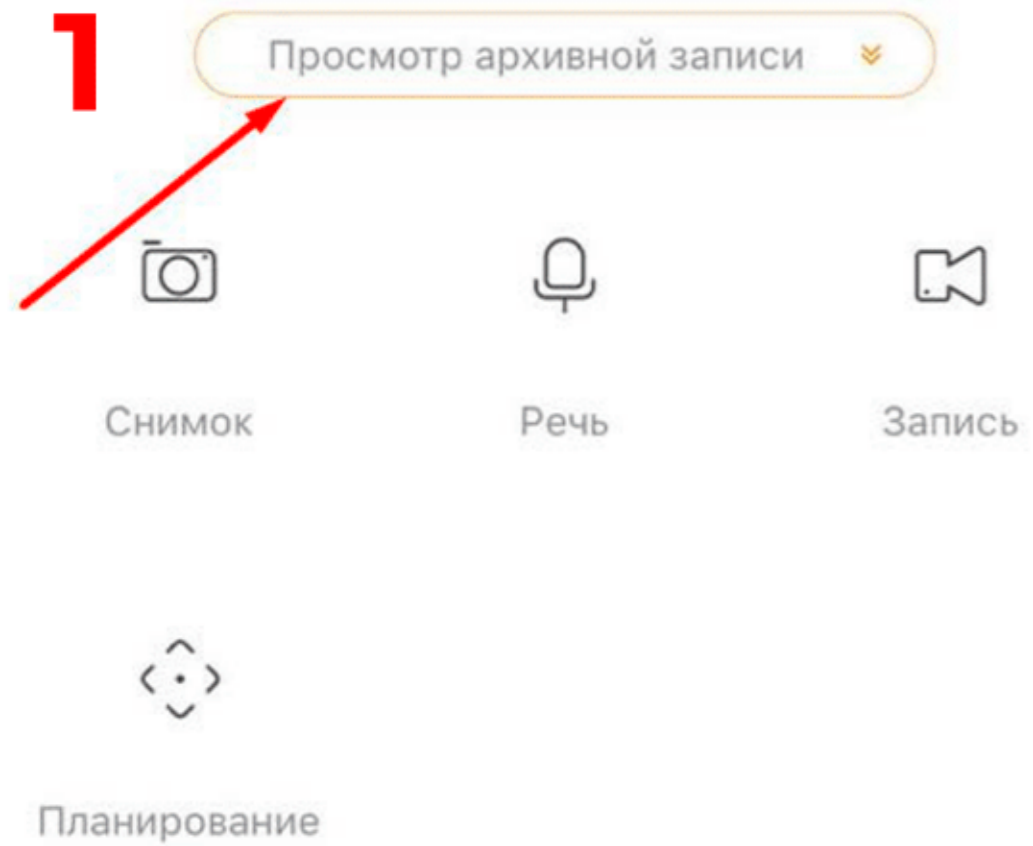 1
Просмотр архивной записи
Снимок
Речь
Запись
Планирование